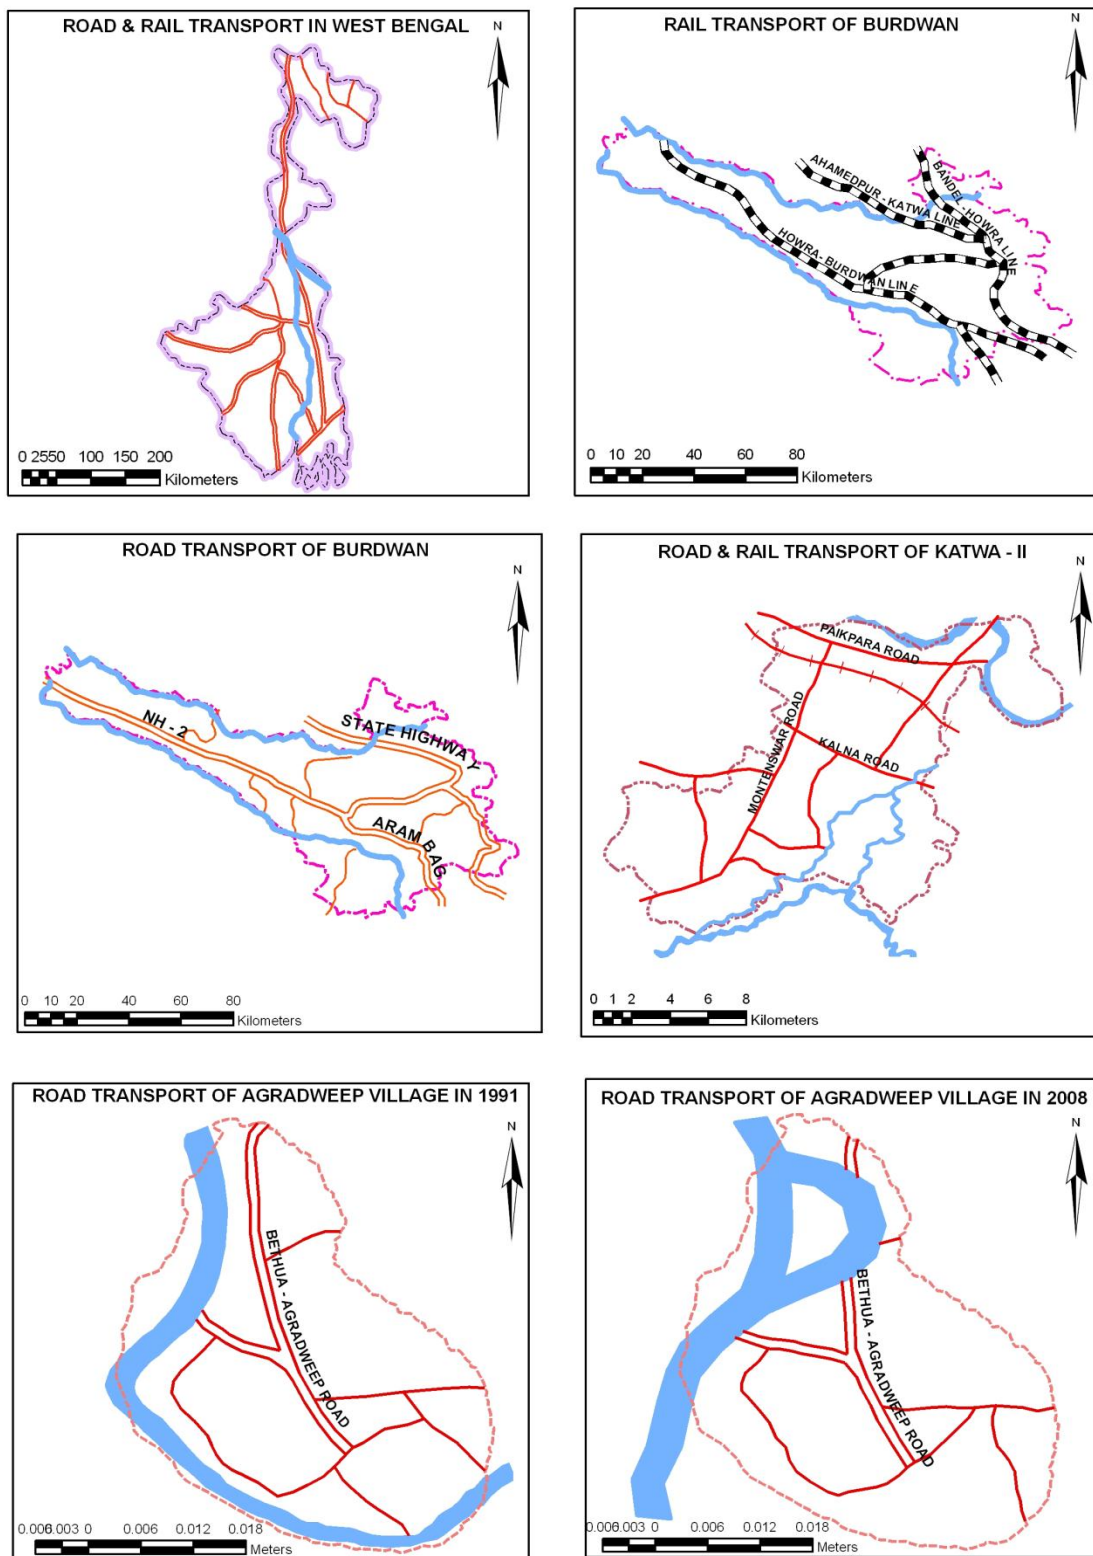 ROAD & RAIL TRANSPORT IN WEST BENGAL
N
0 2550 100 150 200
Kilometers
RAIL TRANSPORT OF BURDWAN
N
AHAMEDPUR - KATWA LINE
BANDEL - HOWRA LINE
HOWRA- BURDWAN LINE
0 10 20 40 60 80
Kilometers
ROAD TRANSPORT OF BURDWAN
N
NH - 2
STATE HIGHWAY
ARAM BAG
0 10 20 40 60 80
Kilometers
ROAD & RAIL TRANSPORT OF KATWA - II
N
PAIKPARA ROAD
MONTENSWAR ROAD
KALNA ROAD
0 1 2 4 6 8
Kilometers
ROAD TRANSPORT OF AGRADWEEP VILLAGE IN 1991
N
BETHUA - AGRADWEEP ROAD
0.0060.003 0 0.006 0.012 0.018
Meters
ROAD TRANSPORT OF AGRADWEEP VILLAGE IN 2008
N
BETHUA - AGRADWEEP ROAD
0.0060.003 0 0.006 0.012 0.018
Meters